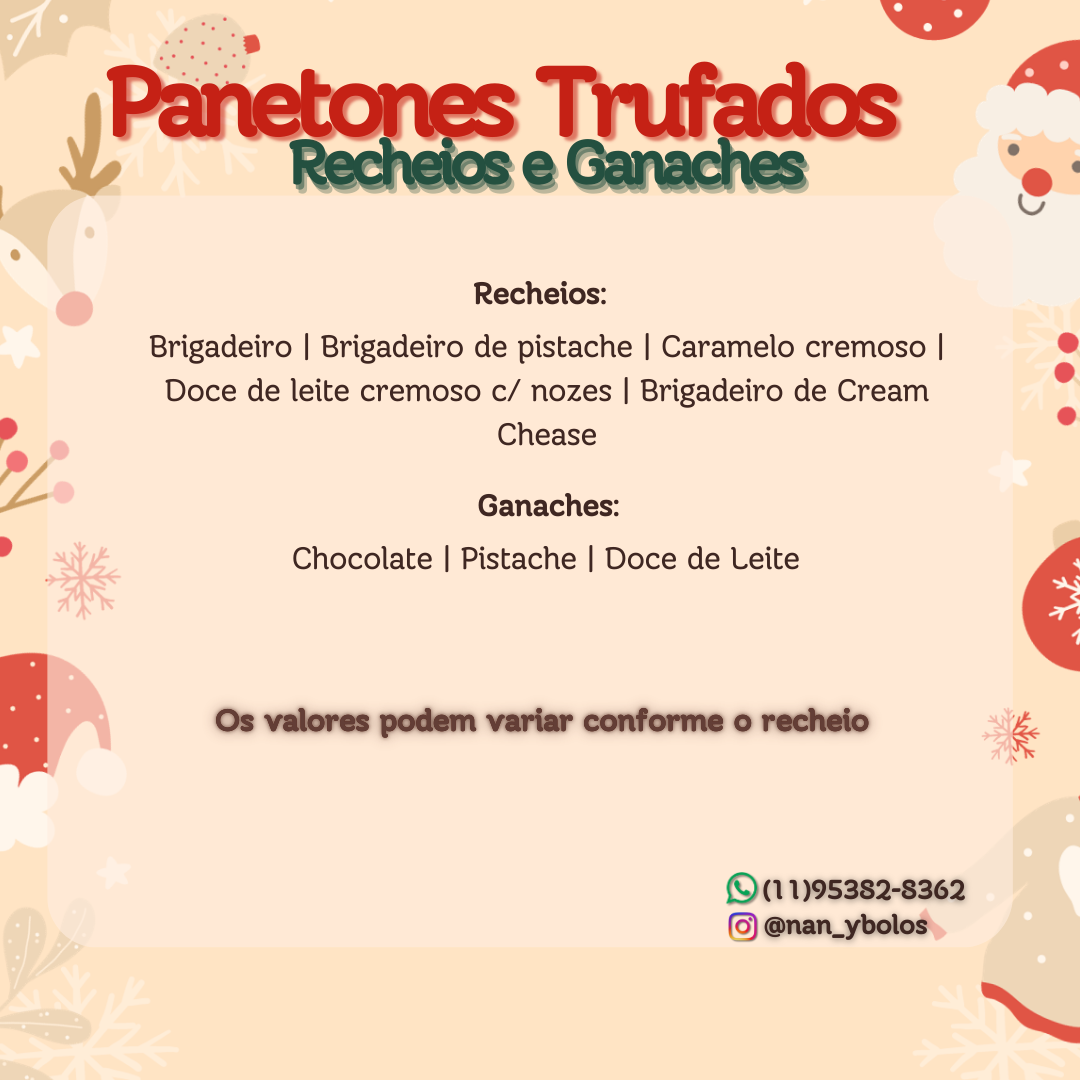 Panetones Trufados
Recheios e Ganaches
Recheios:
Brigadeiro | Brigadeiro de pistache | Caramelo cremoso |
Doce de leite cremoso c/ nozes | Brigadeiro de Cream
Chease
Ganaches:
Chocolate | Pistache | Doce de Leite
Os valores podem variar conforme o recheio
(11)95382-8362
@nan_ybolos